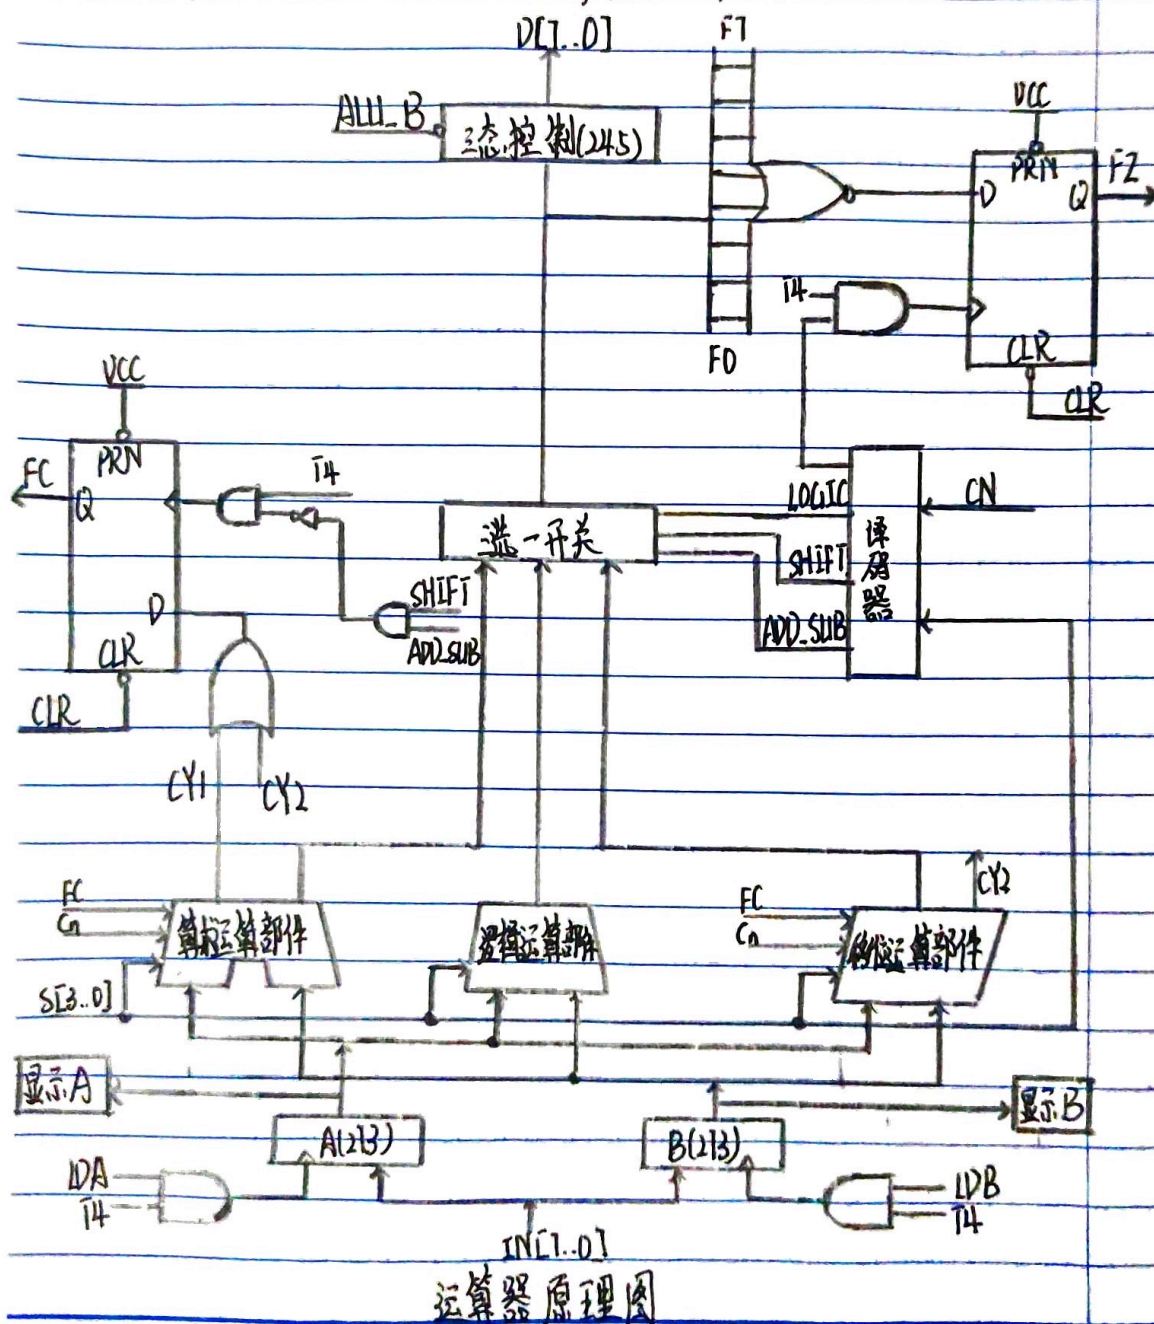 D[7..0]
F7
ALU_B
三态控制(245)
VCC
PRN
D
Q
FZ
T4
F0
CLR
CLR
VCC
PRN
FC
Q
T4
LOGIC
CN
选一开关
译码器
SHIFT
SHIFT
D
ADD_SUB
ADD_SUB
CLR
CLR
CY1
CY2
CY2
FC
Cn
算术运算部件
逻辑运算部件
FC
Cn
移位运算部件
S[3..0]
显示A
显示B
A(273)
B(273)
LDA
T4
LDB
T4
IN[7..0]
运算器原理图